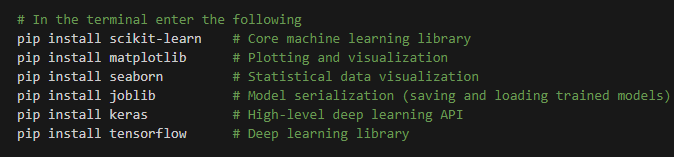 # In the terminal enter the following
pip install scikit-learn    # Core machine learning library
pip install matplotlib      # Plotting and visualization
pip install seaborn         # Statistical data visualization
pip install joblib          # Model serialization (saving and loading trained models)
pip install keras           # High-level deep learning API
pip install tensorflow      # Deep learning library